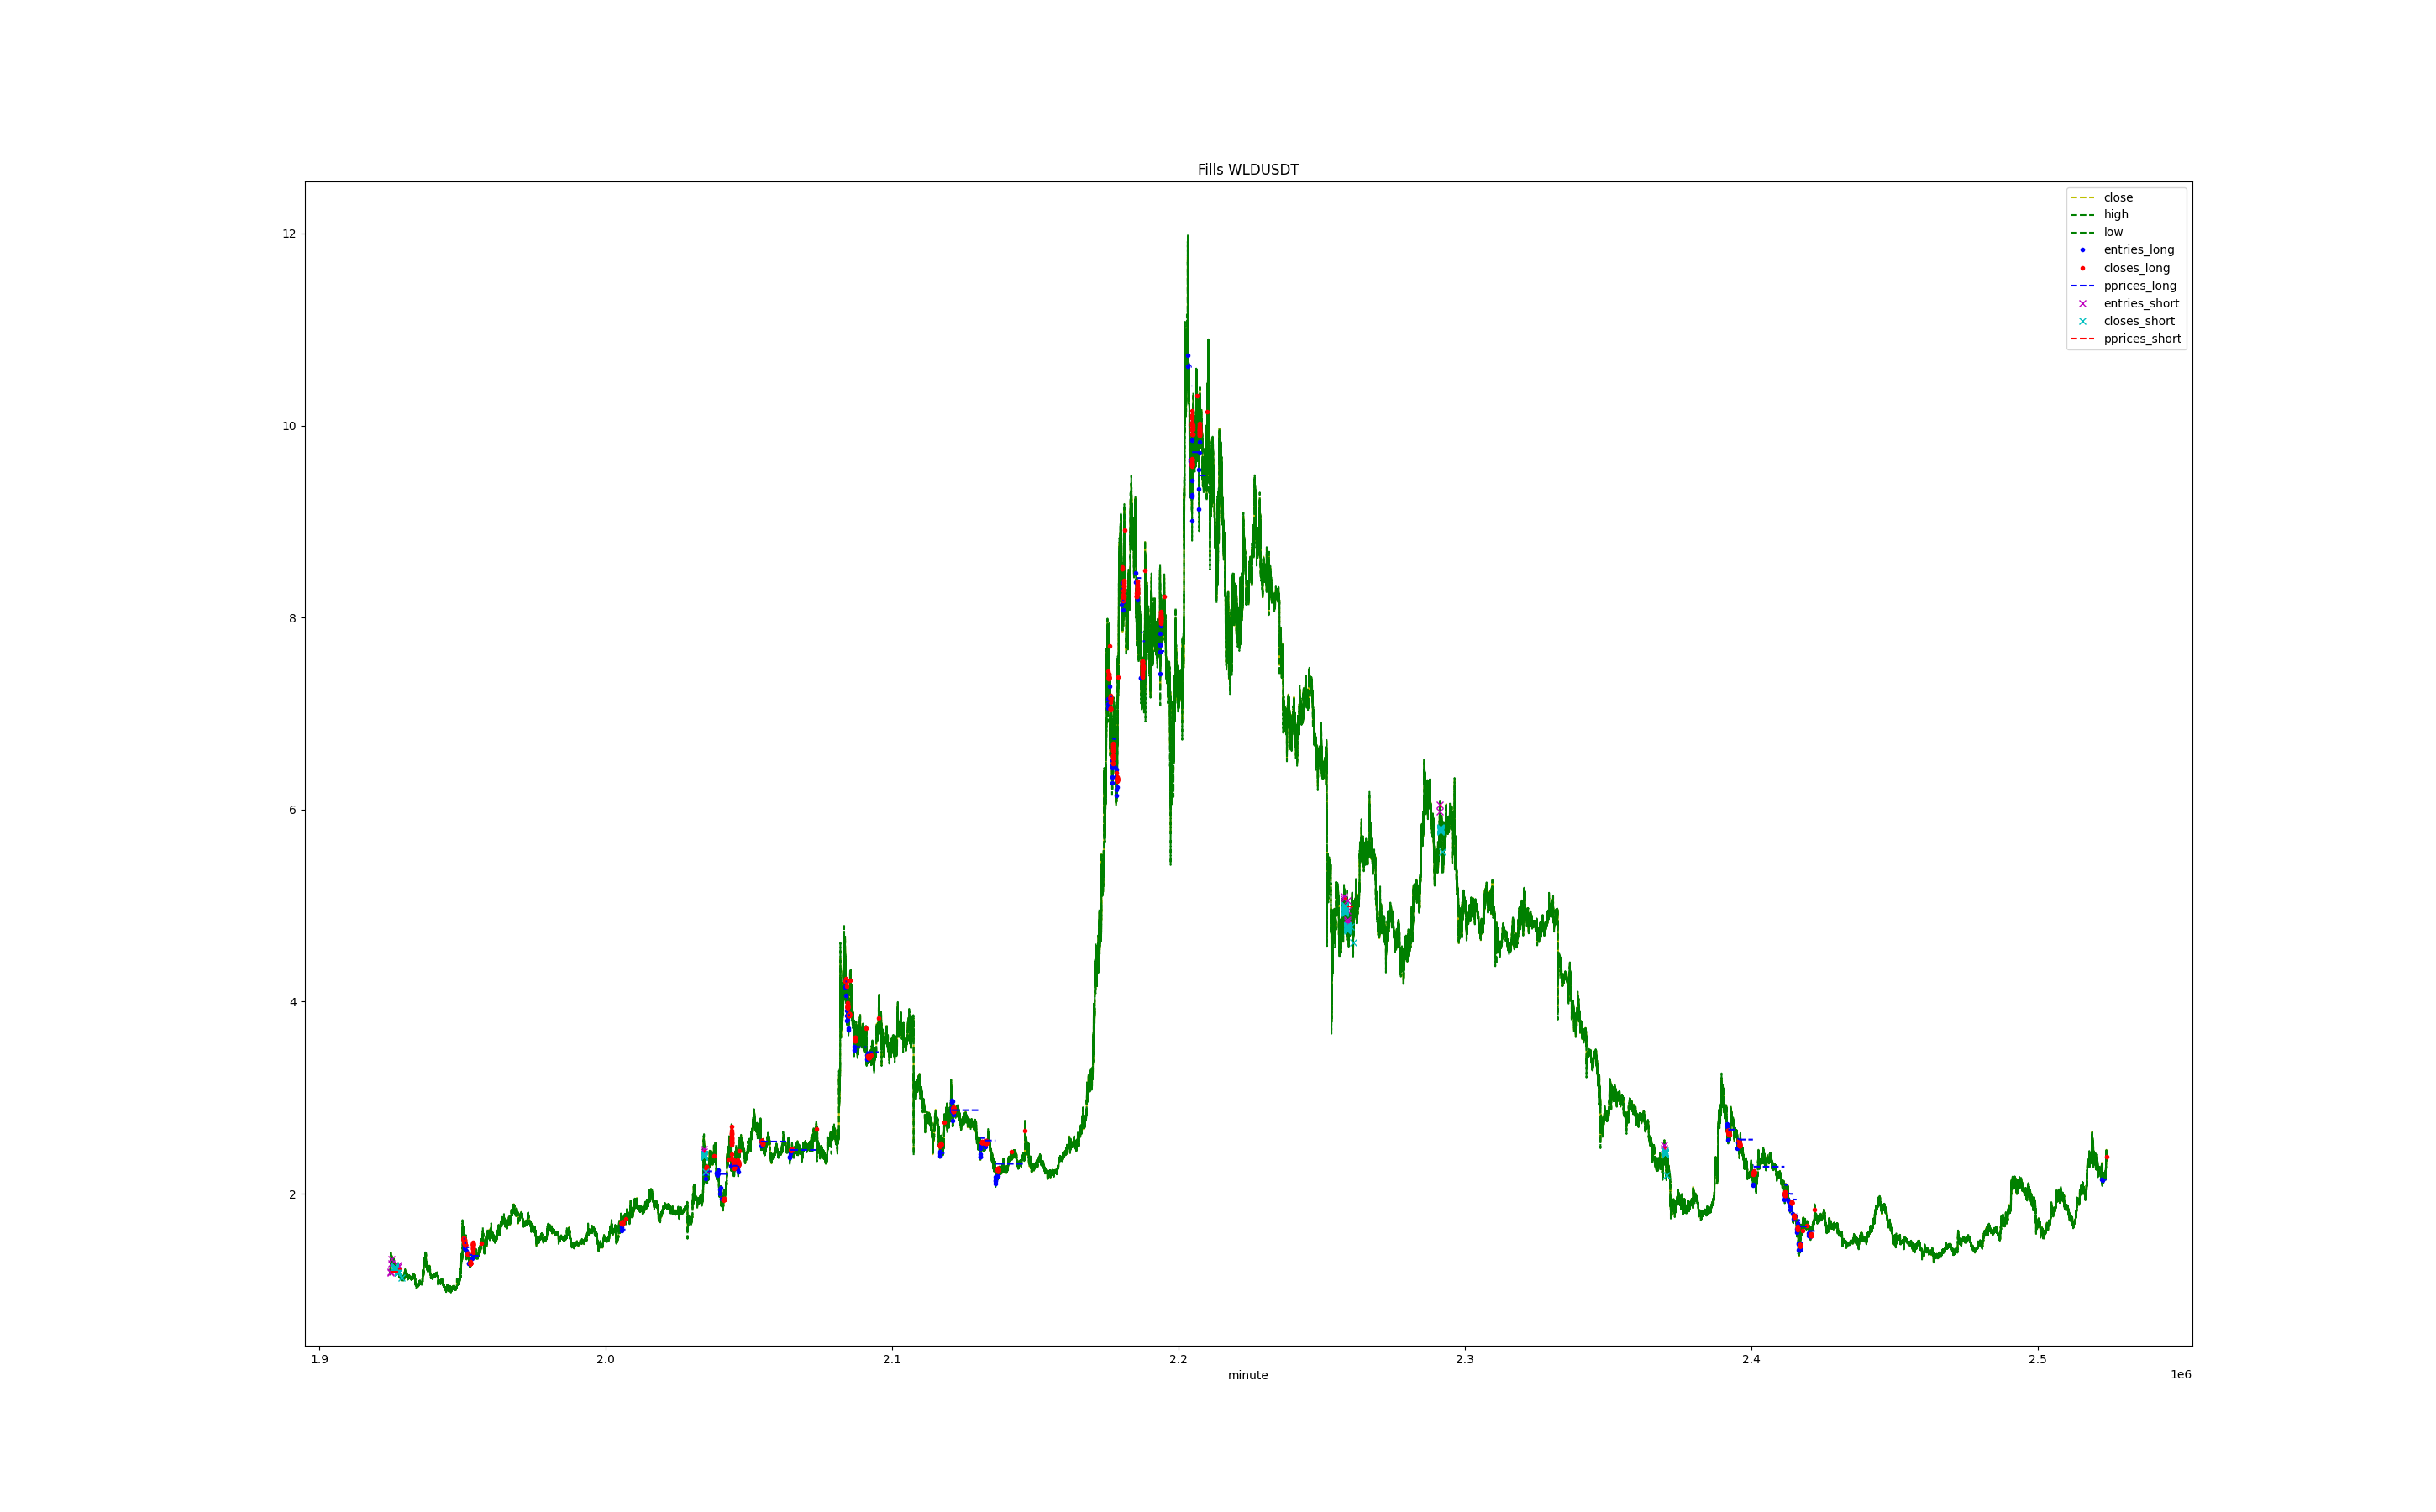 Fills WLDUSDT
close
high
low
entries_long
closes_long
pprices_long
entries_short
closes_short
pprices_short
12
10
8
6
4
2
1.9 2.0 2.1 2.2 2.3 2.4 2.5
minute 1e6